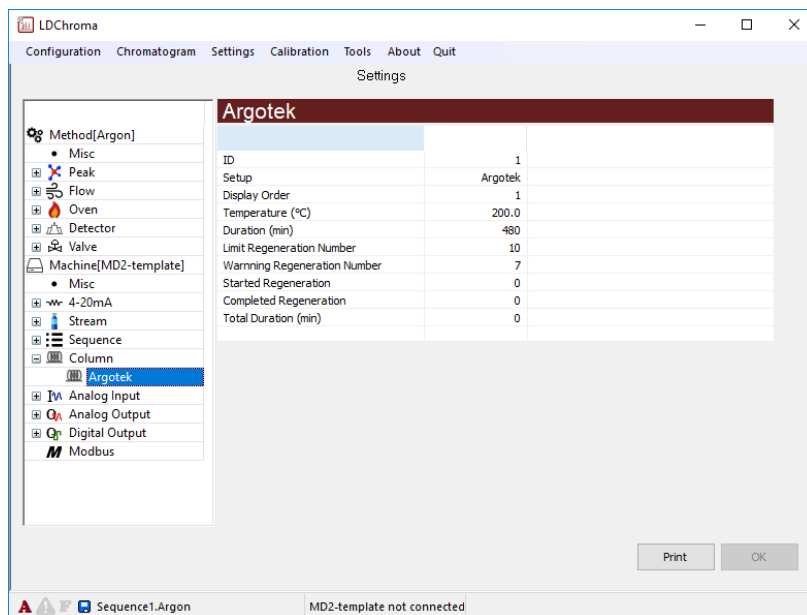 LDChroma
Configuration Chromatogram Settings Calibration Tools About Quit
Settings
Argotek
Method[Argon]
Misc
Peak
Flow
Oven
Detector
Valve
Machine[MD2-template]
Misc
4-20mA
Stream
Sequence
Column
Argotek
Analog Input
Analog Output
Digital Output
Modbus
ID 1
Setup Argotek
Display Order 1
Temperature (°C) 200.0
Duration (min) 480
Limit Regeneration Number 10
Warnning Regeneration Number 7
Started Regeneration 0
Completed Regeneration 0
Total Duration (min) 0
Print OK
A F Sequence1.Argon MD2-template not connected